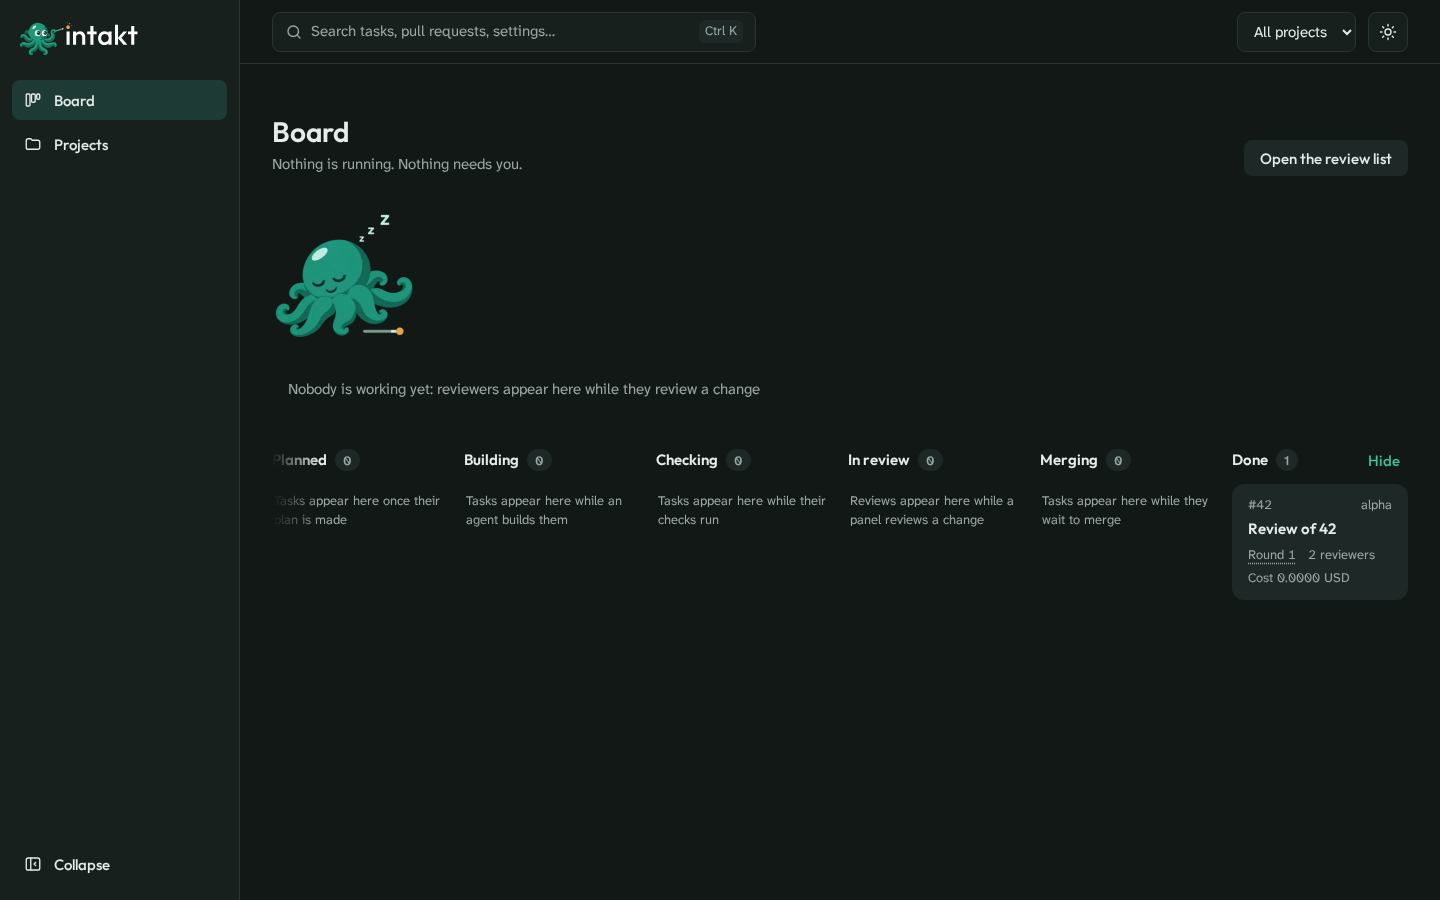 intakt
Search tasks, pull requests, settings...
Ctrl K
All projects
Board
Projects
Board
Nothing is running. Nothing needs you.
Open the review list
z z z
Nobody is working yet: reviewers appear here while they review a change
Planned 0
Tasks appear here once their
plan is made
Building 0
Tasks appear here while an
agent builds them
Checking 0
Tasks appear here while their
checks run
In review 0
Reviews appear here while a
panel reviews a change
Merging 0
Tasks appear here while they
wait to merge
Done 1
Hide
#42 alpha
Review of 42
Round 1 2 reviewers
Cost 0.0000 USD
Collapse